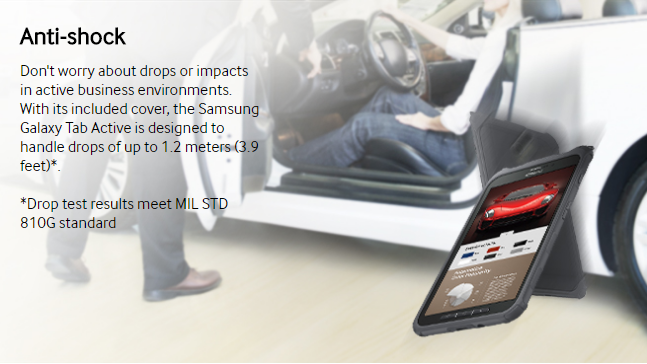 Anti-shock
Don't worry about drops or impacts
in active business environments.
With its included cover, the Samsung
Galaxy Tab Active is designed to
handle drops of up to 1.2 meters (3.9
feet)*.
*Drop test results meet MIL STD
810G standard